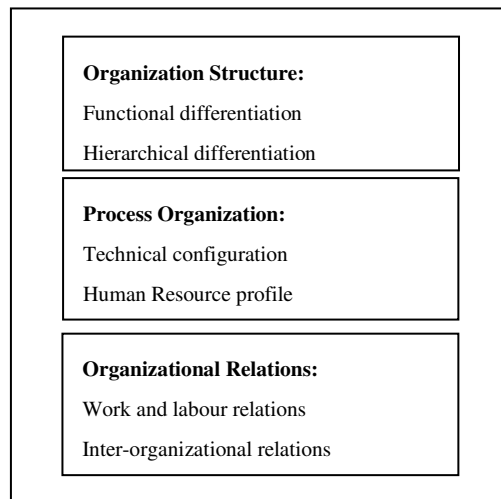 Organization Structure:
Functional differentiation
Hierarchical differentiation
Process Organization:
Technical configuration
Human Resource profile
Organizational Relations:
Work and labour relations
Inter-organizational relations